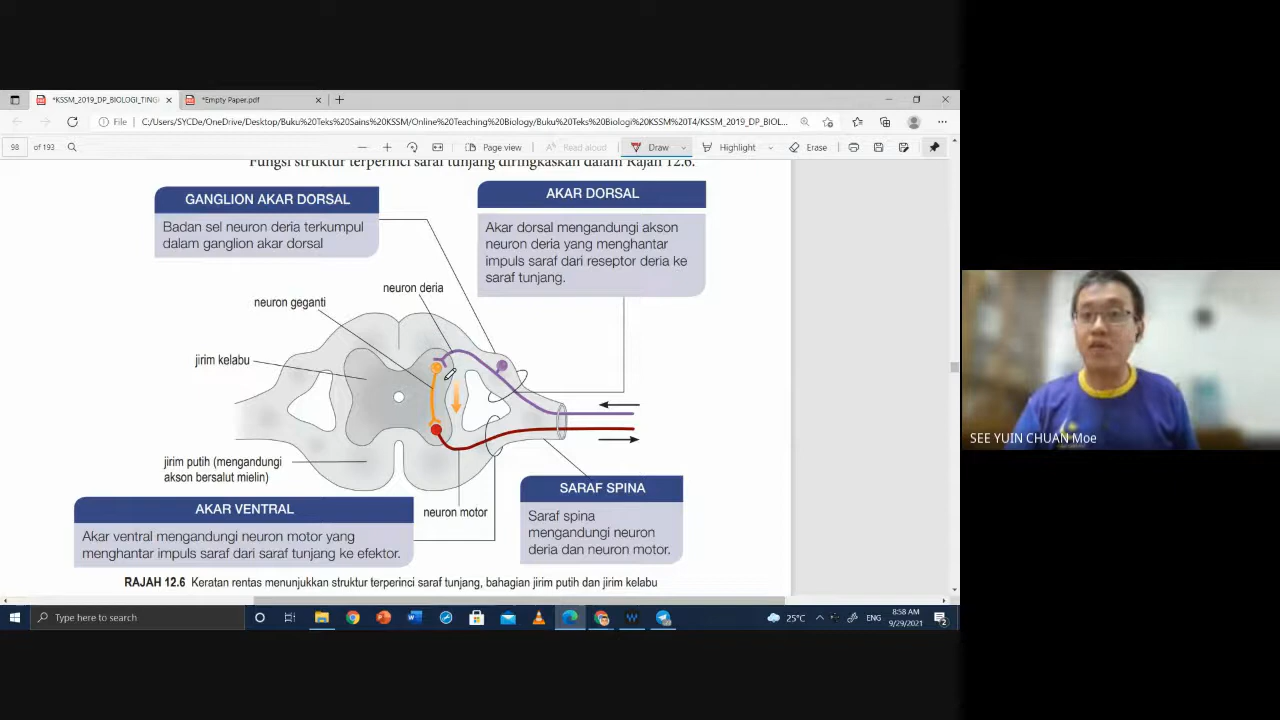 *KSSM_2019_DP_BIOLOGI_TING
*Empty Paper.pdf
File
C:/Users/SYCDe/OneDrive/Desktop/Buku%20Teks%20Sains%20KSSM/Online%20Teaching%20Biology/Buku%20Teks%20Biologi%20KSSM%20T4/KSSM_2019_DP_BIOL...
98 of 193
Page view
Read aloud
Draw
Highlight
Erase
Fungsi struktur terperinci saraf tunjang diringkaskan dalam Rajah 12.6.
GANGLION AKAR DORSAL
Badan sel neuron deria terkumpul
dalam ganglion akar dorsal
AKAR DORSAL
Akar dorsal mengandungi akson
neuron deria yang menghantar
impuls saraf dari reseptor deria ke
saraf tunjang.
neuron deria
neuron geganti
jirim kelabu
SEE YUIN CHUAN Moe
jirim putih (mengandungi
akson bersalut mielin)
AKAR VENTRAL
Akar ventral mengandungi neuron motor yang
menghantar impuls saraf dari saraf tunjang ke efektor.
neuron motor
SARAF SPINA
Saraf spina
mengandungi neuron
deria dan neuron motor.
RAJAH 12.6 Keratan rentas menunjukkan struktur terperinci saraf tunjang, bahagian jirim putih dan jirim kelabu
Type here to search
25°C
ENG
8:58 AM
9/29/2021
2